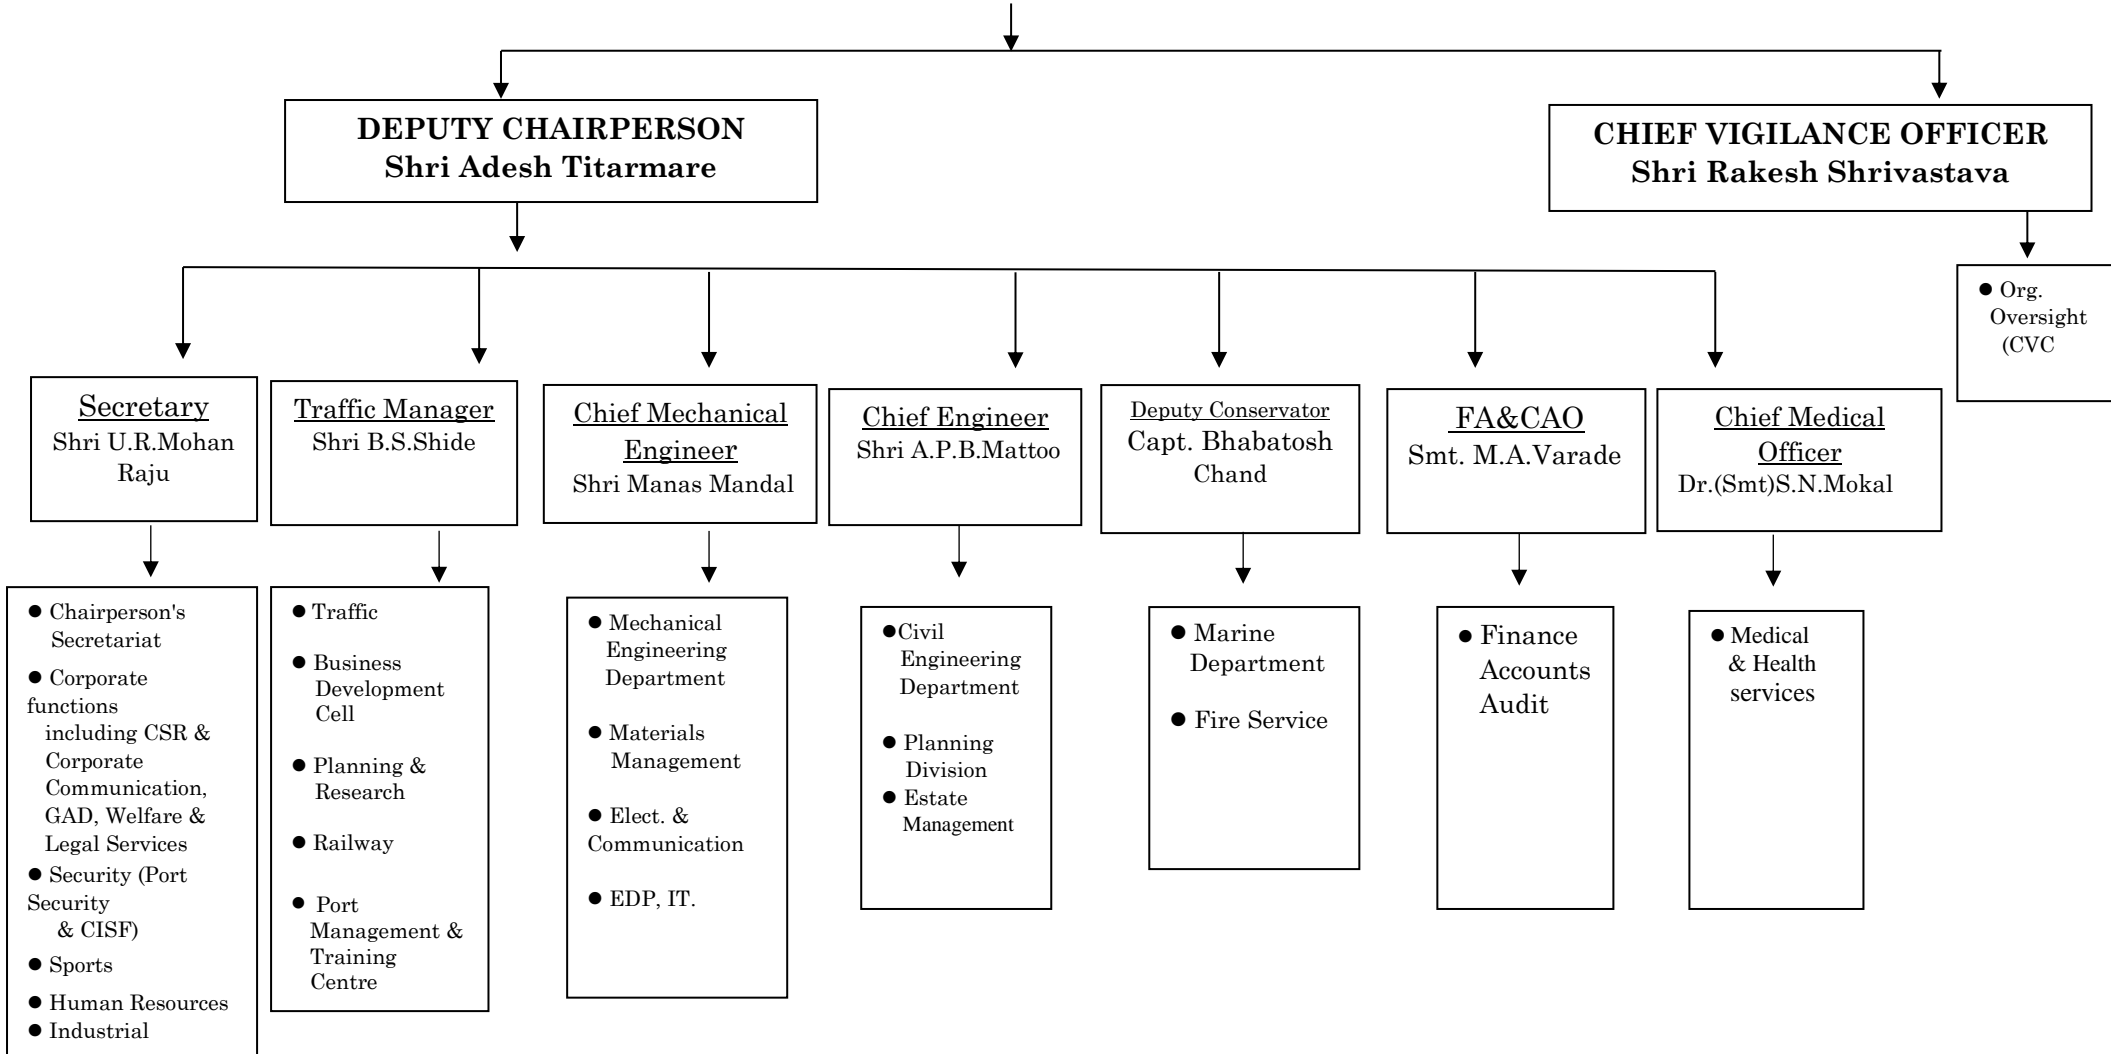 DEPUTY CHAIRPERSON
Shri Adesh Titarmare
CHIEF VIGILANCE OFFICER
Shri Rakesh Shrivastava
● Org.
Oversight
(CVC
Secretary
Shri U.R.Mohan
Raju
Traffic Manager
Shri B.S.Shide
Chief Mechanical
Engineer
Shri Manas Mandal
Chief Engineer
Shri A.P.B.Mattoo
Deputy Conservator
Capt. Bhabatosh
Chand
FA&CAO
Smt. M.A.Varade
Chief Medical
Officer
Dr.(Smt)S.N.Mokal
● Chairperson's
Secretariat
● Corporate
functions
including CSR &
Corporate
Communication,
GAD, Welfare &
Legal Services
● Security (Port
Security
& CISF)
● Sports
● Human Resources
● Industrial
● Traffic
● Business
Development
Cell
● Planning &
Research
● Railway
● Port
Management &
Training
Centre
● Mechanical
Engineering
Department
● Materials
Management
● Elect. &
Communication
● EDP, IT.
●Civil
Engineering
Department
● Planning
Division
● Estate
Management
● Marine
Department
● Fire Service
● Finance
Accounts
Audit
● Medical
& Health
services